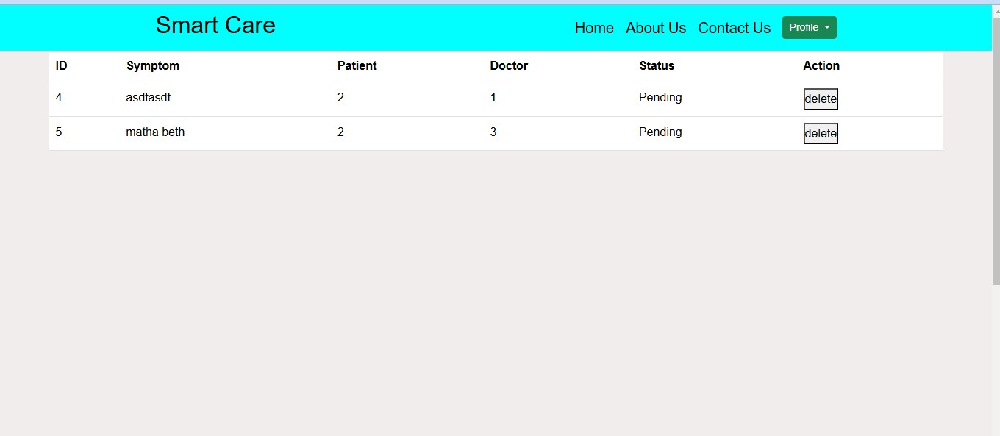 Smart Care Home About Us Contact Us Profile
ID Symptom Patient Doctor Status Action
4 asdfasdf 2 1 Pending delete
5 matha beth 2 3 Pending delete